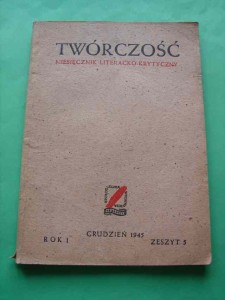 TWÓRCZOŚĆ
MIESIĘCZNIK LITERACKO-KRYTYCZNY
ROK I
GRUDZIEŃ 1945
ZESZYT 5